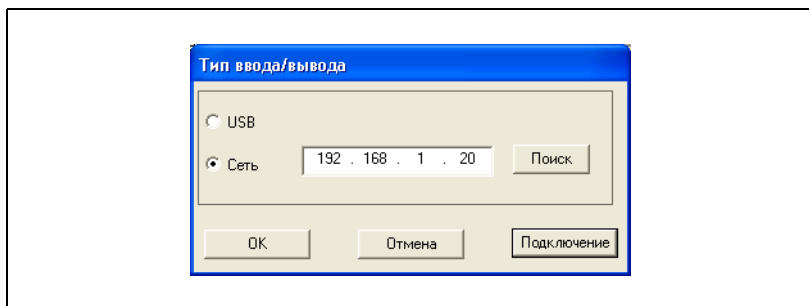 Тип ввода/вывода
USB
Сеть 192 . 168 . 1 . 20 Поиск
OK Отмена Подключение